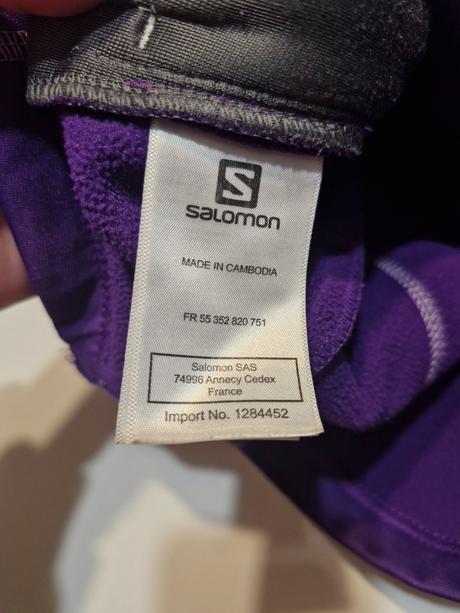 S
SALOMON
MADE IN CAMBODIA
FR 55 352 820 751
Salomon SAS
74996 Annecy Cedex
France
Import No. 1284452